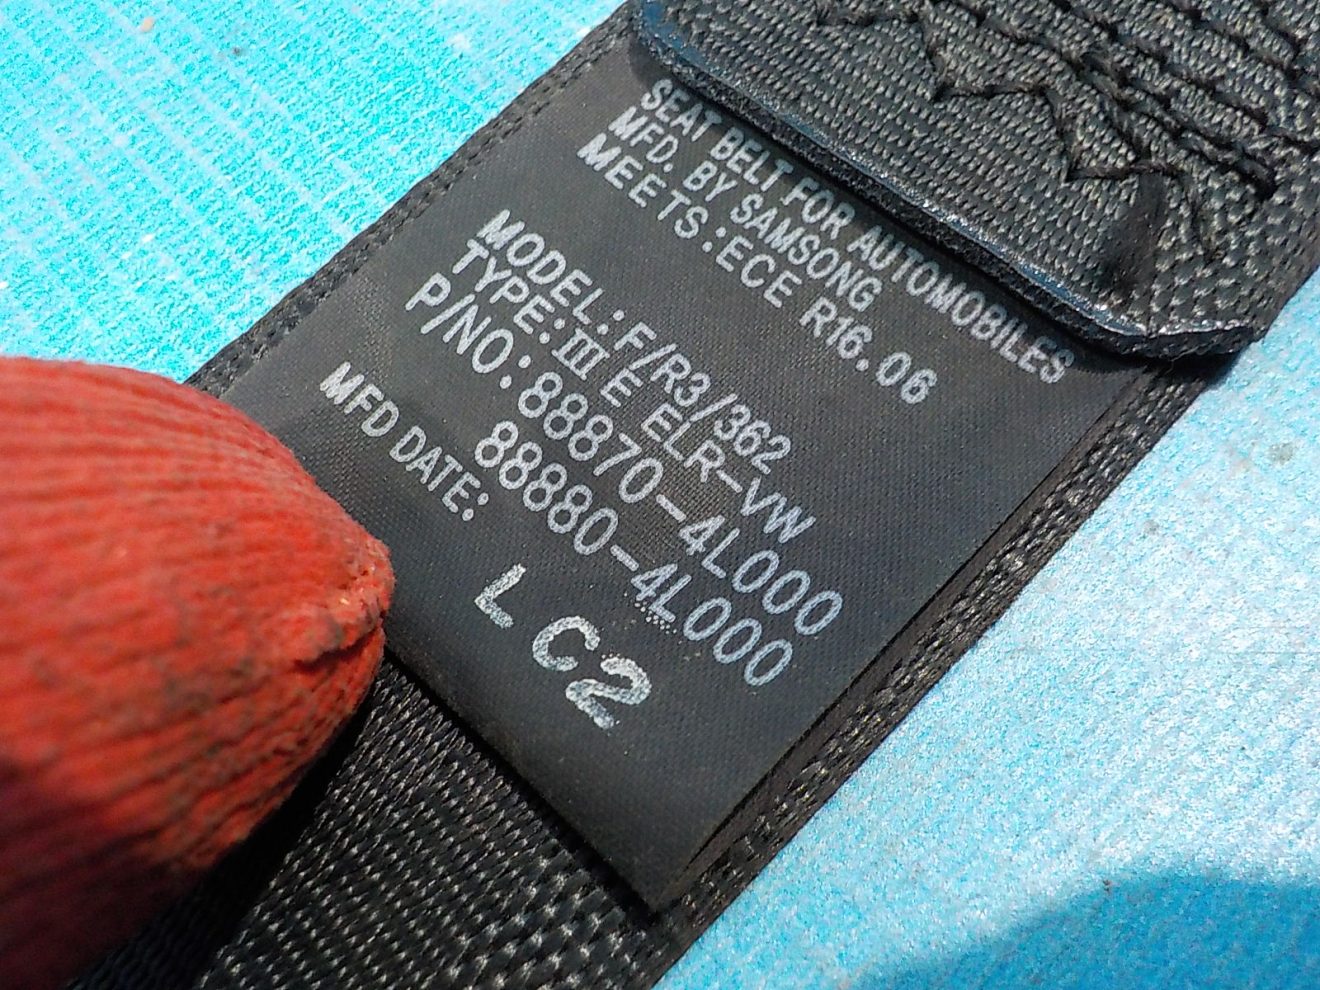 SEAT BELT FOR AUTOMOBILES
MFD. BY SAMSONG
MEETS:ECE R16.06
MODEL:F/R3/362
TYPE:III E ELR-VW
P/NO:88870-4L000
88880-4L000
MFD DATE:
L C2